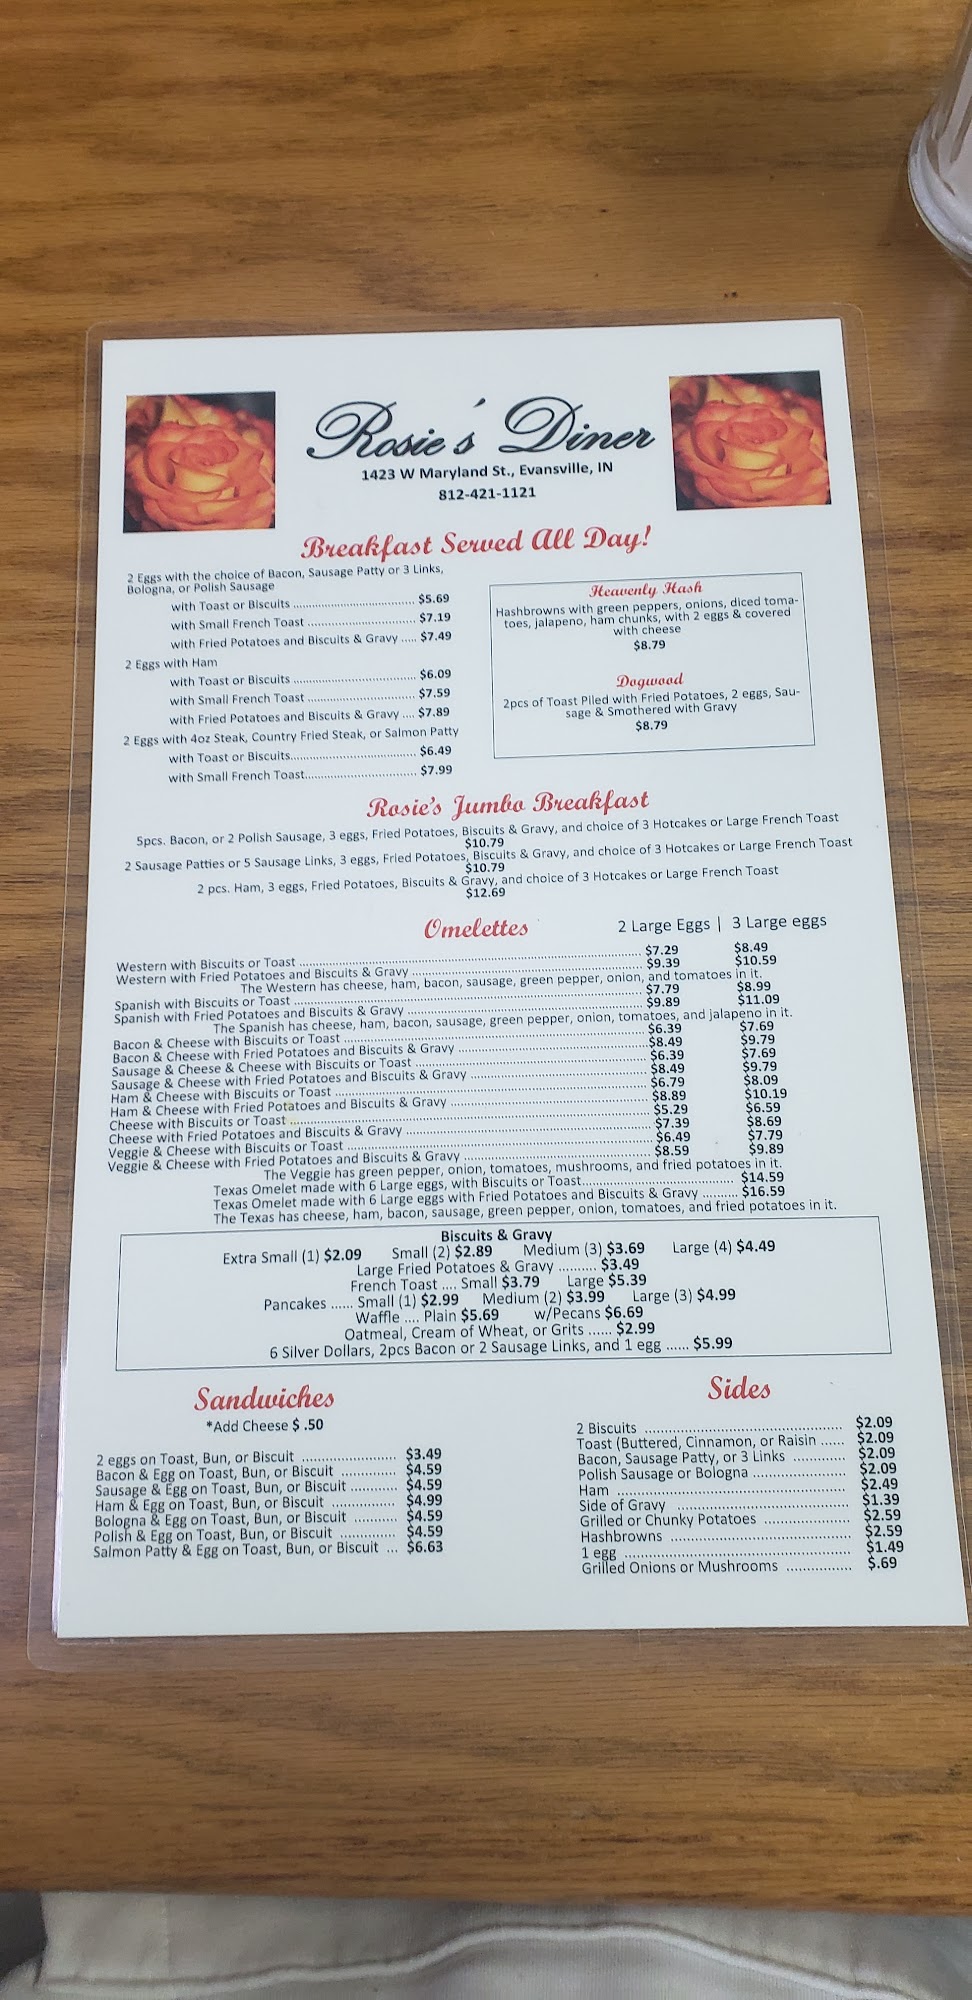 Rosie's Diner
1423 W Maryland St., Evansville, IN
812-421-1121
Breakfast Served All Day!
2 Eggs with the choice of Bacon, Sausage Patty or 3 Links,
Bologna, or Polish Sausage
with Toast or Biscuits ........ $5.69
with Small French Toast ........ $7.19
with Fried Potatoes and Biscuits & Gravy ..... $7.49
2 Eggs with Ham
with Toast or Biscuits ........ $6.09
with Small French Toast ........ $7.59
with Fried Potatoes and Biscuits & Gravy .... $7.89
2 Eggs with 4oz Steak, Country Fried Steak, or Salmon Patty
with Toast or Biscuits........ $6.49
with Small French Toast........ $7.99
Heavenly Hash
Hashbrowns with green peppers, onions, diced toma-
toes, jalapeno, ham chunks, with 2 eggs & covered
with cheese
$8.79
Dogwood
2pcs of Toast Piled with Fried Potatoes, 2 eggs, Sau-
sage & Smothered with Gravy
$8.79
Rosie's Jumbo Breakfast
5pcs. Bacon, or 2 Polish Sausage, 3 eggs, Fried Potatoes, Biscuits & Gravy, and choice of 3 Hotcakes or Large French Toast
$10.79
2 Sausage Patties or 5 Sausage Links, 3 eggs, Fried Potatoes, Biscuits & Gravy, and choice of 3 Hotcakes or Large French Toast
$10.79
2 pcs. Ham, 3 eggs, Fried Potatoes, Biscuits & Gravy, and choice of 3 Hotcakes or Large French Toast
$12.69
Omelettes 2 Large Eggs | 3 Large eggs
Western with Biscuits or Toast ........ $7.29 $8.49
Western with Fried Potatoes and Biscuits & Gravy ........ $9.39 $10.59
The Western has cheese, ham, bacon, sausage, green pepper, onion, and tomatoes in it.
Spanish with Biscuits or Toast ........ $7.79 $8.99
Spanish with Fried Potatoes and Biscuits & Gravy ........ $9.89 $11.09
The Spanish has cheese, ham, bacon, sausage, green pepper, onion, tomatoes, and jalapeno in it.
Bacon & Cheese with Biscuits or Toast ........ $6.39 $7.69
Bacon & Cheese with Fried Potatoes and Biscuits & Gravy ........ $8.49 $9.79
Sausage & Cheese & Cheese with Biscuits or Toast ........ $6.39 $7.69
Sausage & Cheese with Fried Potatoes and Biscuits & Gravy ........ $8.49 $9.79
Ham & Cheese with Biscuits or Toast ........ $6.79 $8.09
Ham & Cheese with Fried Potatoes and Biscuits & Gravy ........ $8.89 $10.19
Cheese with Biscuits or Toast ........ $5.29 $6.59
Cheese with Fried Potatoes and Biscuits & Gravy ........ $7.39 $8.69
Veggie & Cheese with Biscuits or Toast ........ $6.49 $7.79
Veggie & Cheese with Fried Potatoes and Biscuits & Gravy ........ $8.59 $9.89
The Veggie has green pepper, onion, tomatoes, mushrooms, and fried potatoes in it.
Texas Omelet made with 6 Large eggs, with Biscuits or Toast........ $14.59
Texas Omelet made with 6 Large eggs with Fried Potatoes and Biscuits & Gravy .......... $16.59
The Texas has cheese, ham, bacon, sausage, green pepper, onion, tomatoes, and fried potatoes in it.
Biscuits & Gravy
Extra Small (1) $2.09 Small (2) $2.89 Medium (3) $3.69 Large (4) $4.49
Large Fried Potatoes & Gravy .......... $3.49
French Toast .... Small $3.79 Large $5.39
Pancakes ...... Small (1) $2.99 Medium (2) $3.99 Large (3) $4.99
Waffle .... Plain $5.69 w/Pecans $6.69
Oatmeal, Cream of Wheat, or Grits ...... $2.99
6 Silver Dollars, 2pcs Bacon or 2 Sausage Links, and 1 egg ...... $5.99
Sandwiches
*Add Cheese $ .50
2 eggs on Toast, Bun, or Biscuit ........ $3.49
Bacon & Egg on Toast, Bun, or Biscuit ........ $4.59
Sausage & Egg on Toast, Bun, or Biscuit ........ $4.59
Ham & Egg on Toast, Bun, or Biscuit ........ $4.99
Bologna & Egg on Toast, Bun, or Biscuit ........ $4.59
Polish & Egg on Toast, Bun, or Biscuit ........ $4.59
Salmon Patty & Egg on Toast, Bun, or Biscuit ... $6.63
Sides
2 Biscuits ........ $2.09
Toast (Buttered, Cinnamon, or Raisin ...... $2.09
Bacon, Sausage Patty, or 3 Links ........ $2.09
Polish Sausage or Bologna ........ $2.09
Ham ........ $2.49
Side of Gravy ........ $1.39
Grilled or Chunky Potatoes ........ $2.59
Hashbrowns ........ $2.59
1 egg ........ $1.49
Grilled Onions or Mushrooms ........ $.69